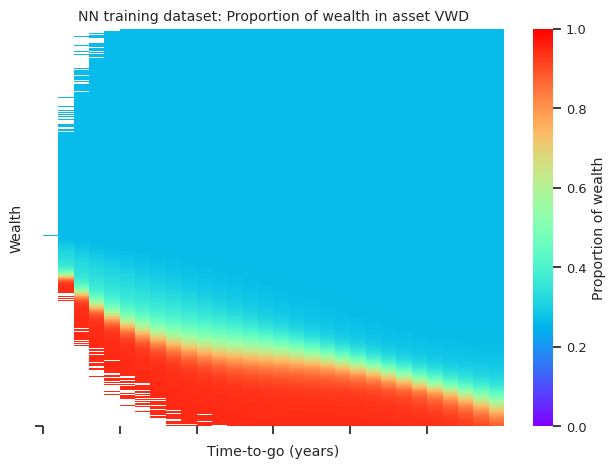 NN training dataset: Proportion of wealth in asset VWD
1.0
0.8
0.6
0.4
0.2
0.0
Proportion of wealth
Wealth
Time-to-go (years)